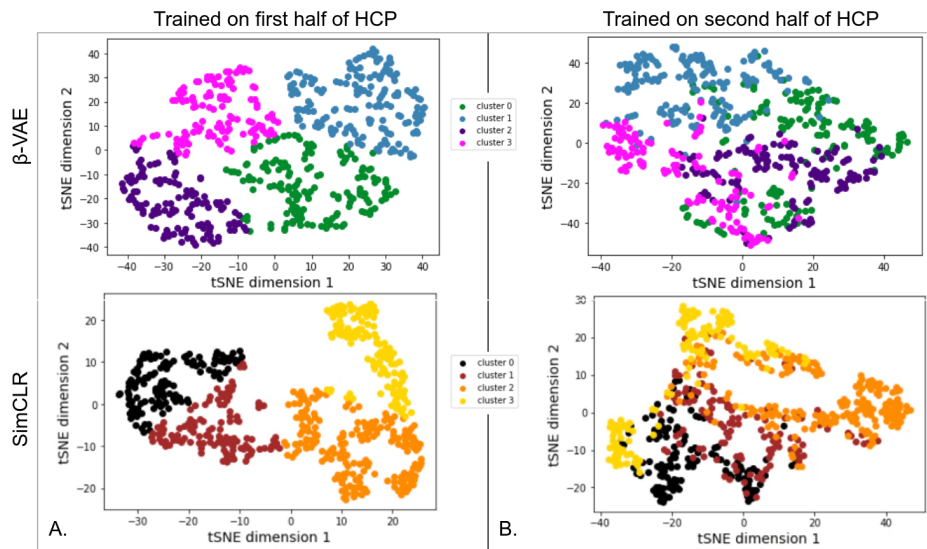 Trained on first half of HCP
Trained on second half of HCP
β-VAE
tSNE dimension 2
40
30
20
10
0
−10
−20
−30
−40
−40 −30 −20 −10 0 10 20 30 40
tSNE dimension 1
cluster 0
cluster 1
cluster 2
cluster 3
tSNE dimension 2
40
20
0
−20
−40
−40 −20 0 20 40
tSNE dimension 1
SimCLR
tSNE dimension 2
20
10
0
−10
−20
−30 −20 −10 0 10 20
tSNE dimension 1
A.
cluster 0
cluster 1
cluster 2
cluster 3
tSNE dimension 2
30
20
10
0
−10
−20
−40 −20 0 20 40
tSNE dimension 1
B.